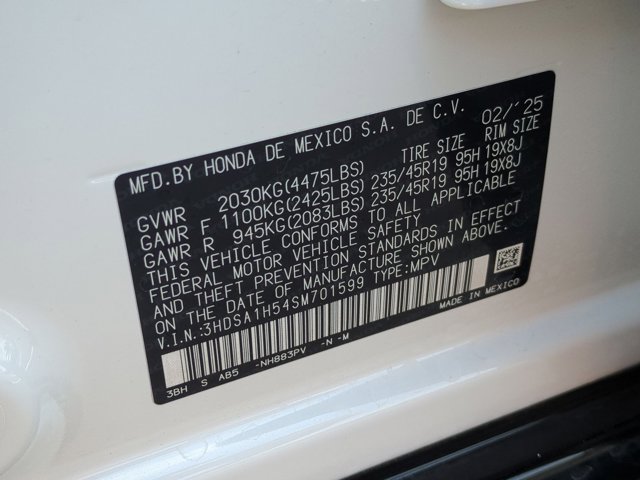 MFD.BY HONDA DE MEXICO S.A. DE C.V. 02/'25
TIRE SIZE RIM SIZE
GVWR 2030KG(4475LBS)
GAWR F 1100KG(2425LBS) 235/45R19 95H 19X8J
GAWR R 945KG(2083LBS) 235/45R19 95H 19X8J
THIS VEHICLE CONFORMS TO ALL APPLICABLE
FEDERAL MOTOR VEHICLE SAFETY
AND THEFT PREVENTION STANDARDS IN EFFECT
ON THE DATE OF MANUFACTURE SHOWN ABOVE.
V.I.N.:3HDSA1H54SM701599 TYPE:MPV
MADE IN MEXICO
3BH S AB5 -NH883PV -N -M